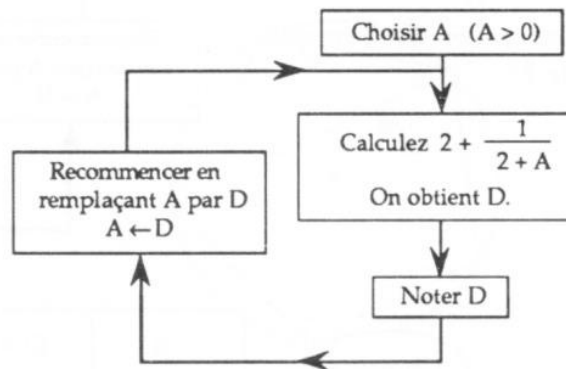 Choisir A (A > 0)
Calculez 2 + 1/(2 + A)
On obtient D.
Recommencer en
remplaçant A par D
A ← D
Noter D